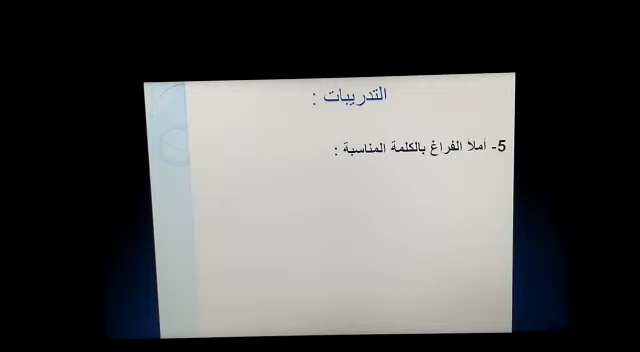 التدريبات :
5- أملأ الفراغ بالكلمة المناسبة :